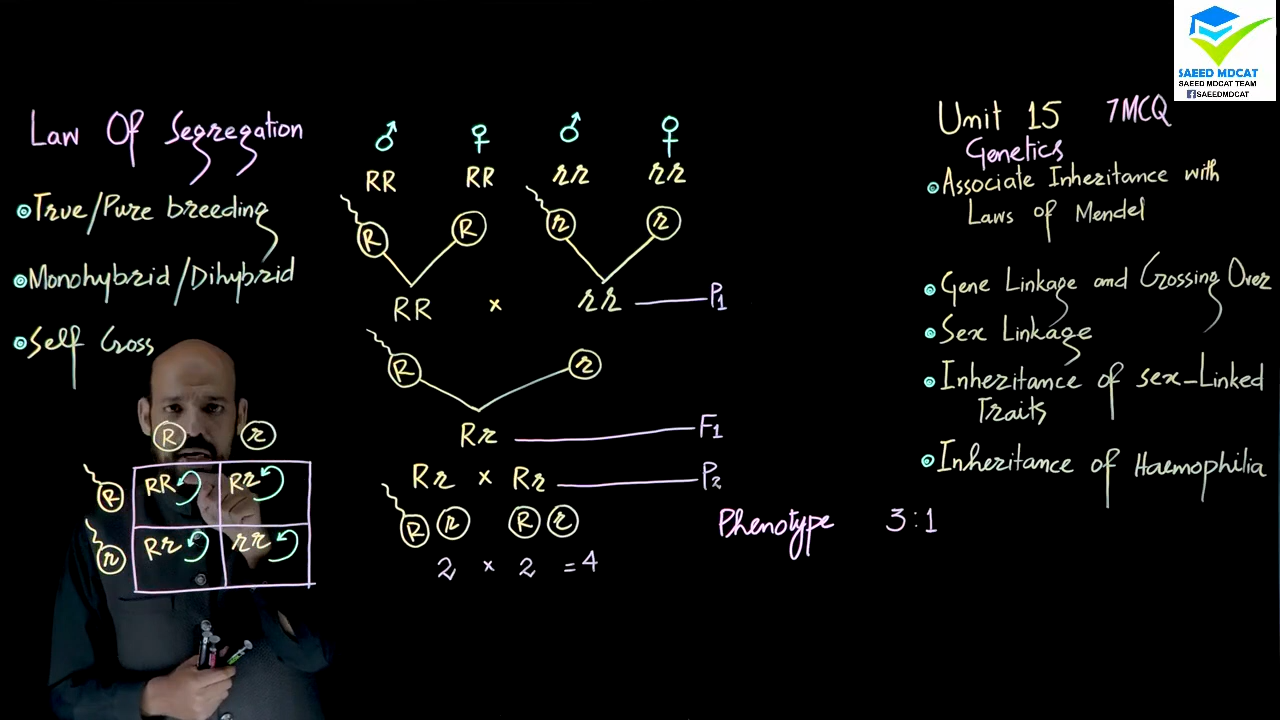 SAEED MDCAT
SAEED MDCAT TEAM
SAEEDMDCAT
Law Of Segregation
True/Pure breeding
Monohybrid/Dihybrid
Self Cross
R r
R RR Rr
r Rr rr
♂ ♀ ♂ ♀
RR RR rr rr
R R r r
RR × rr P1
R r
Rr F1
Rr × Rr P2
R r R r
2 × 2 = 4
Phenotype 3:1
Unit 15 7MCQ
Genetics
Associate Inheritance with
Laws of Mendel
Gene Linkage and Crossing Over
Sex Linkage
Inheritance of sex-Linked
Traits
Inheritance of Haemophilia